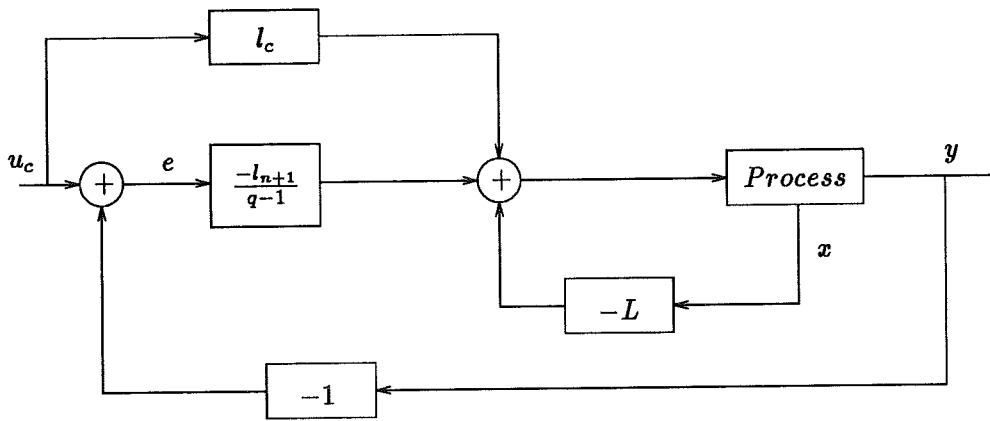 l_c
u_c
+
e
-l_{n+1}
q-1
+
Process
y
x
-L
-1